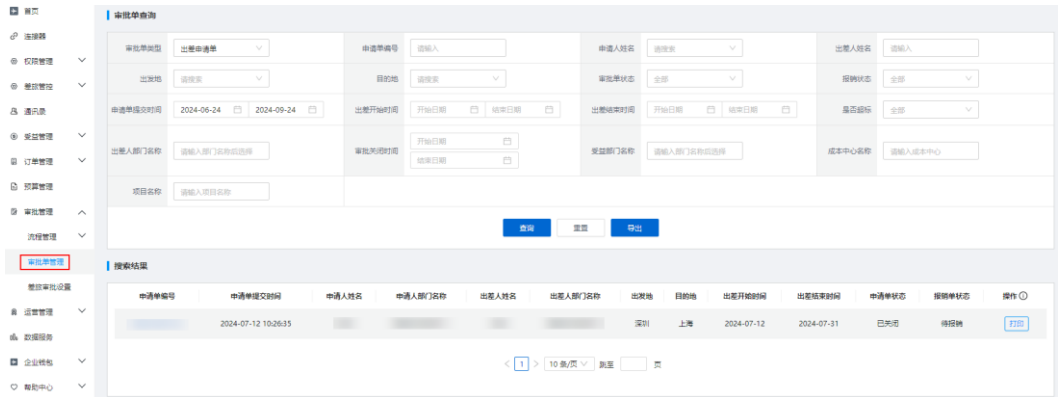 首页
连接器
权限管理
差旅管控
通讯录
受益管理
订单管理
预算管理
审批管理
流程管理
审批单管理
差旅审批设置
运营管理
数据服务
企业钱包
帮助中心
审批单查询
审批单类型 出差申请单 申请单编号 请输入 申请人姓名 请搜索 出差人姓名 请输入
出发地 请搜索 目的地 请搜索 审批单状态 全部 报销状态 全部
申请单提交时间 2024-06-24 2024-09-24 出差开始时间 开始日期 结束日期 出差结束时间 开始日期 结束日期 是否超标 全部
出差人部门名称 请输入部门名称后选择 审批关闭时间 开始日期 结束日期 受益部门名称 请输入部门名称后选择 成本中心名称 请输入成本中心
项目名称 请输入项目名称
查询 重置 导出
搜索结果
申请单编号 申请单提交时间 申请人姓名 申请人部门名称 出差人姓名 出差人部门名称 出发地 目的地 出差开始时间 出差结束时间 申请单状态 报销单状态 操作
2024-07-12 10:26:35 深圳 上海 2024-07-12 2024-07-31 已关闭 待报销 打印
< 1 > 10 条/页 跳至 页